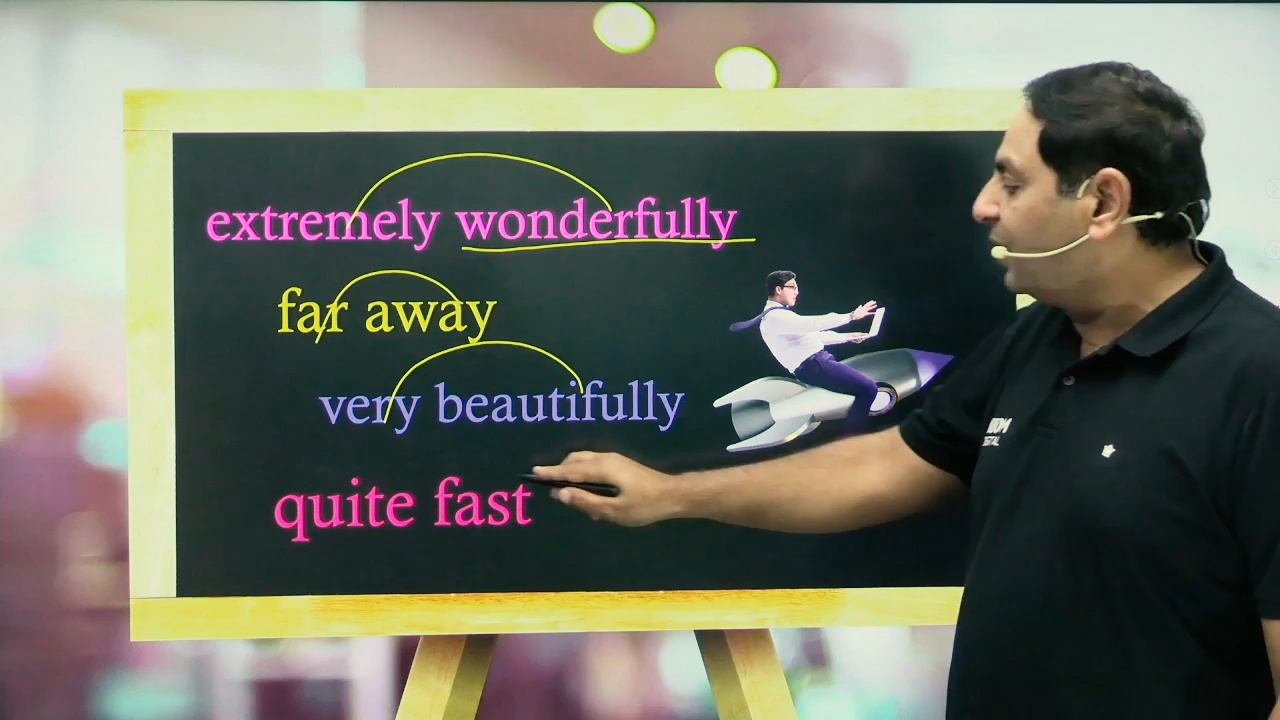 extremely wonderfully
far away
very beautifully
quite fast